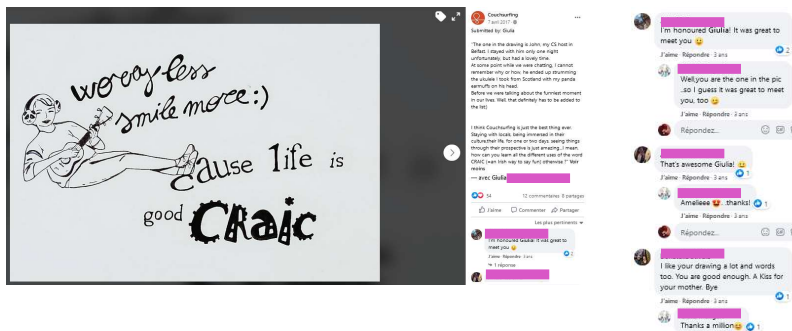 worry less
smile more :)
cause life is
good CRaic
Couchsurfing
7 avril 2017
Submitted by: Giulia
"The one in the drawing is John, my CS host in
Belfast. I stayed with him only one night
unfortunately, but had a lovely time.
At some point while we were chatting, I cannot
remember why or how, he ended up strumming
the ukulele I took from Scotland with my panda
earmuffs on his head.
Before we were talking about the funniest moment
in our lives. Well, that definitely has to be added to
the list)
I think Couchsurfing is just the best thing ever.
Staying with locals, being immersed in their
culture/their life, for one or two days, seeing things
through their prospective is just amazing...I mean,
how can you learn all the different uses of the word
CRAIC (=an Irish way to say fun) otherwise ?" Voir
moins
— avec Giulia
34
12 commentaires 9 partages
J'aime Commenter Partager
Les plus pertinents
I'm honoured Giulia! It was great to
meet you
J'aime · Répondre · 3 ans
2
1 réponse
I'm honoured Giulia! It was great to
meet you
2
J'aime · Répondre · 3 ans
Well,you are the one in the pic
..so I guess it was great to meet
you, too
J'aime · Répondre · 3 ans
Répondez...
That's awesome Giulia!
1
J'aime · Répondre · 3 ans
Amelieee ...thanks! 1
J'aime · Répondre · 3 ans
Répondez...
I like your drawing a lot and words
too. You are good enough. A Kiss for
your mother. Bye
1
J'aime · Répondre · 3 ans
Thanks a million 1